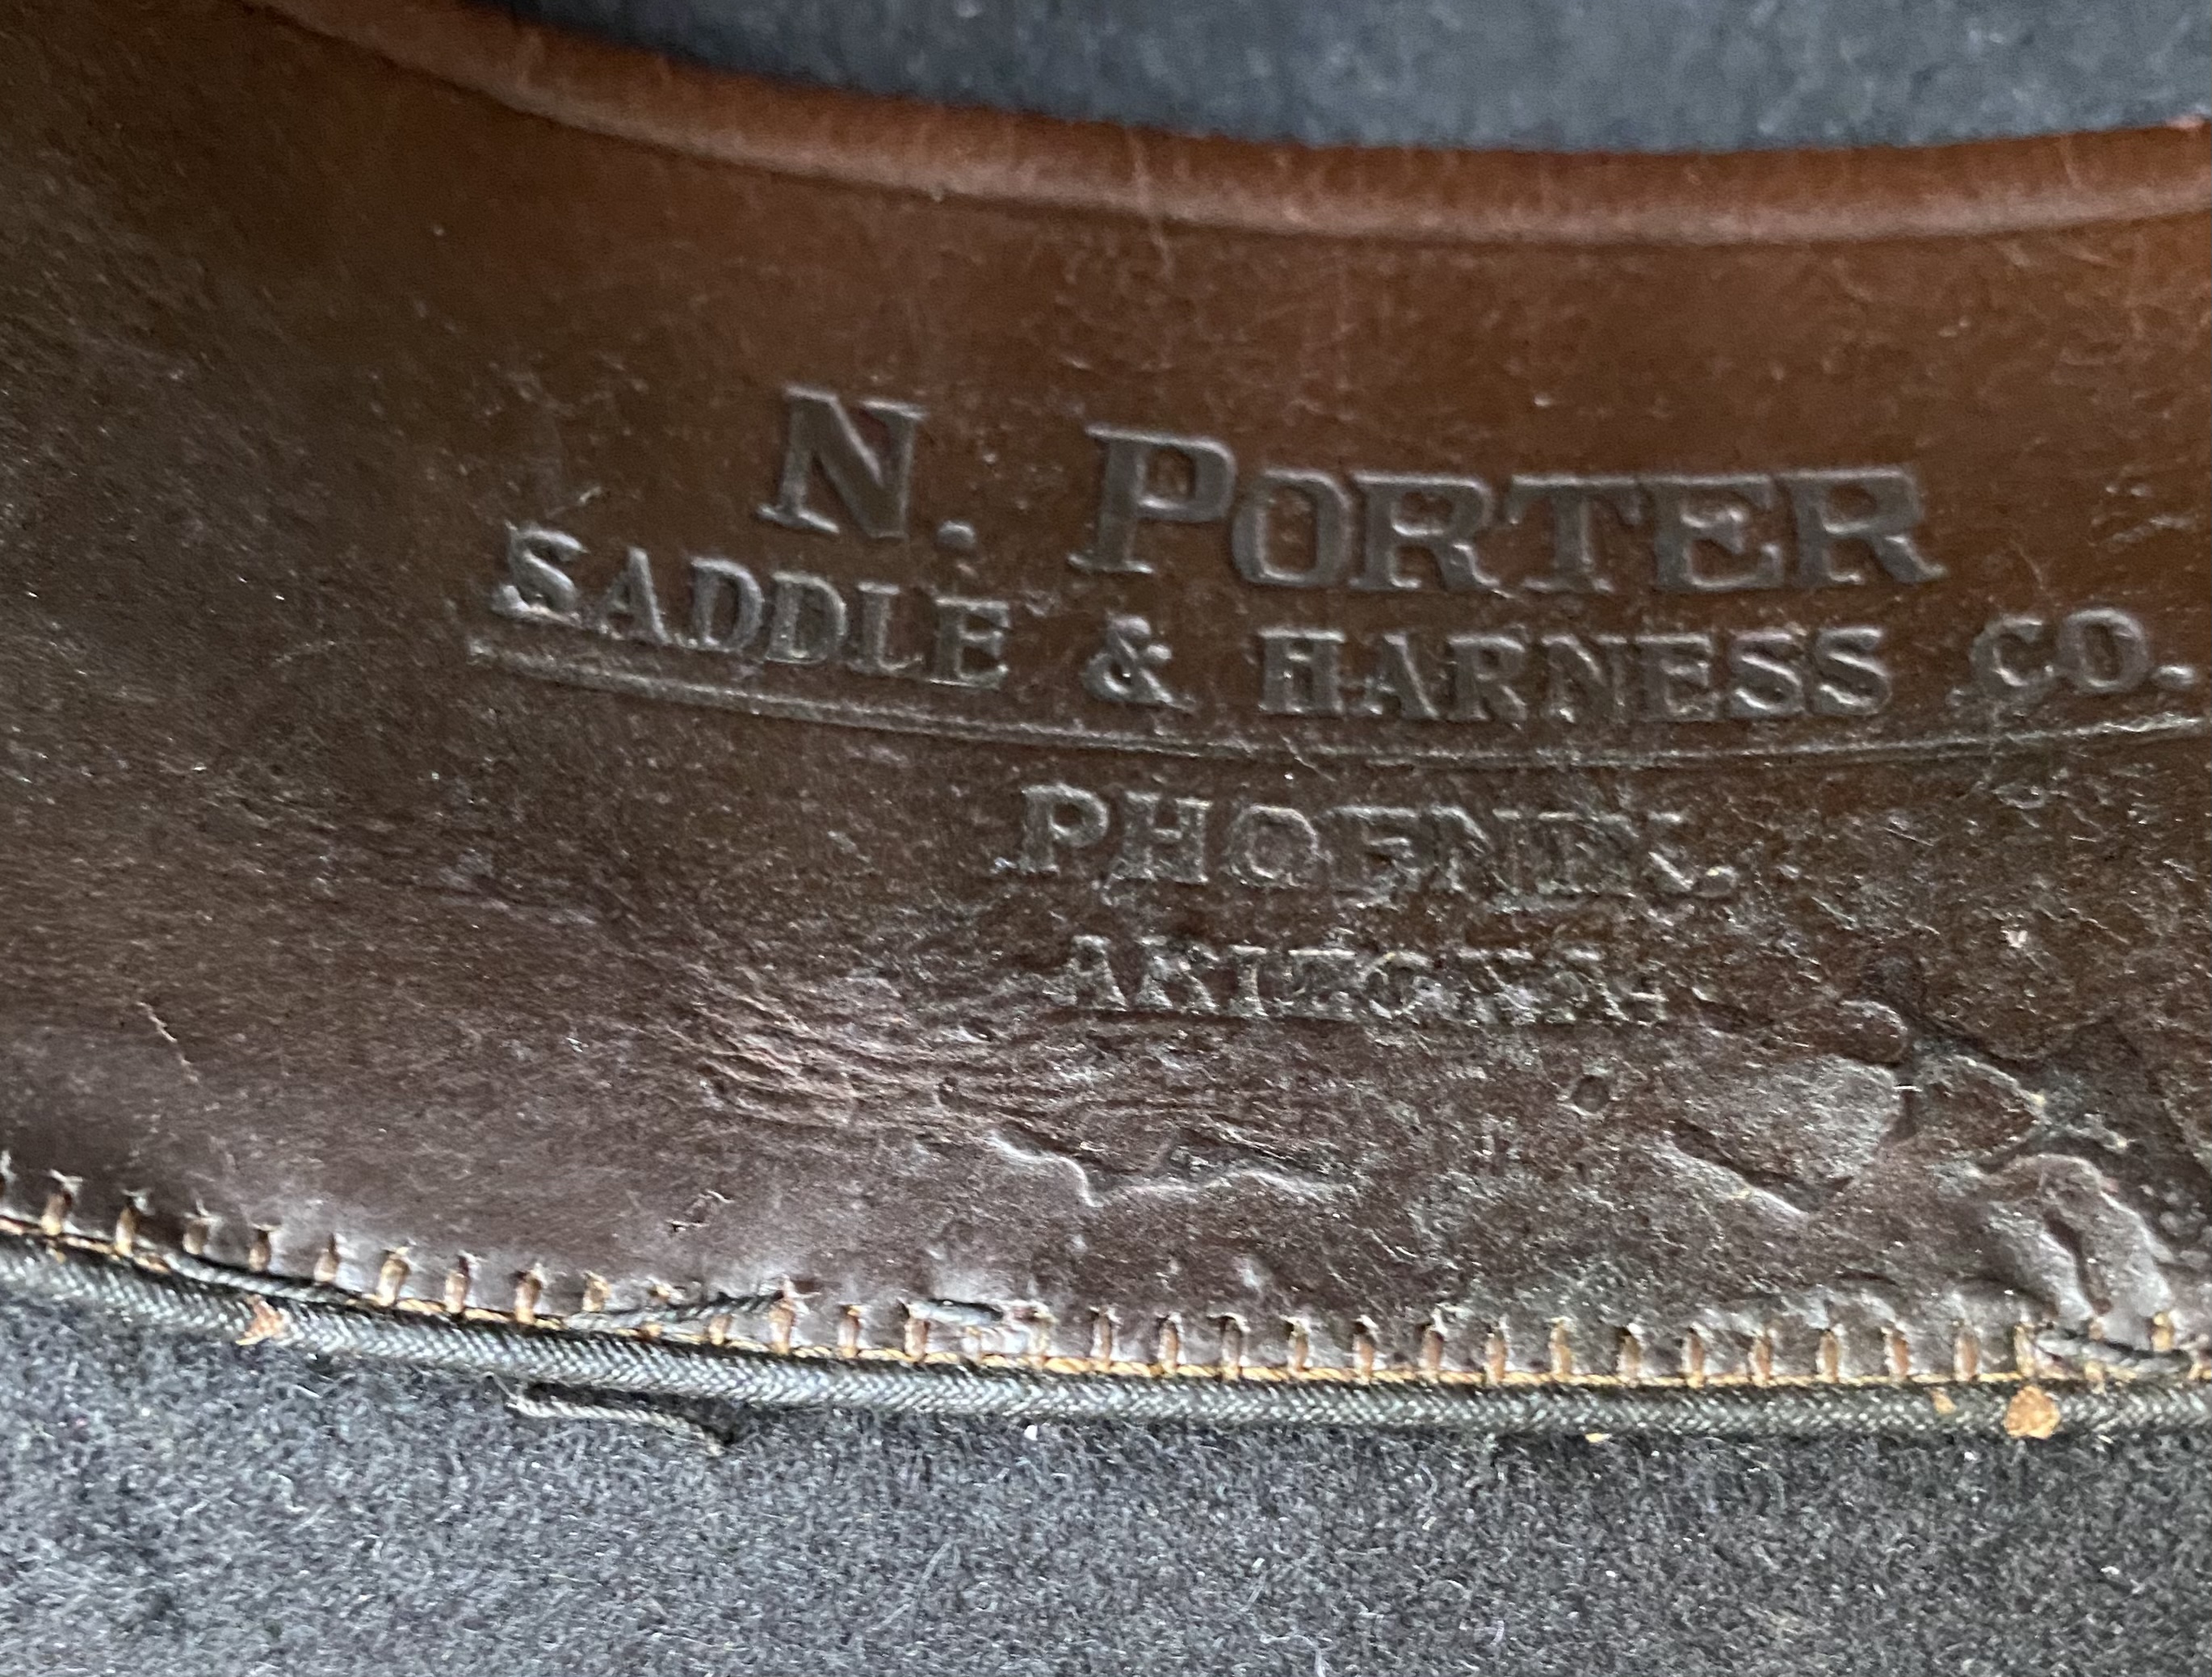 N. PORTER
SADDLE & HARNESS CO.
PHOENIX,
ARIZONA